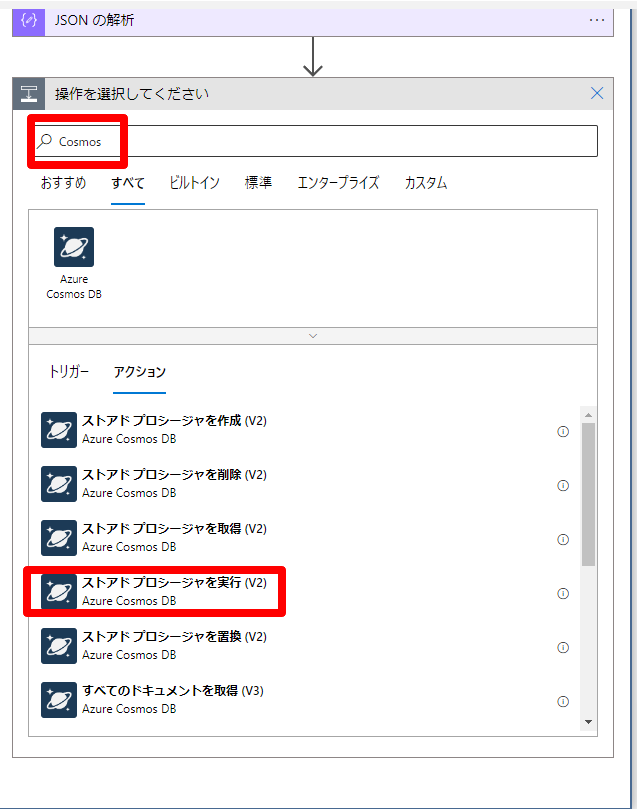 JSON の解析
操作を選択してください
Cosmos
おすすめ すべて ビルトイン 標準 エンタープライズ カスタム
Azure
Cosmos DB
トリガー アクション
ストアド プロシージャを作成 (V2)
Azure Cosmos DB
ストアド プロシージャを削除 (V2)
Azure Cosmos DB
ストアド プロシージャを取得 (V2)
Azure Cosmos DB
ストアド プロシージャを実行 (V2)
Azure Cosmos DB
ストアド プロシージャを置換 (V2)
Azure Cosmos DB
すべてのドキュメントを取得 (V3)
Azure Cosmos DB